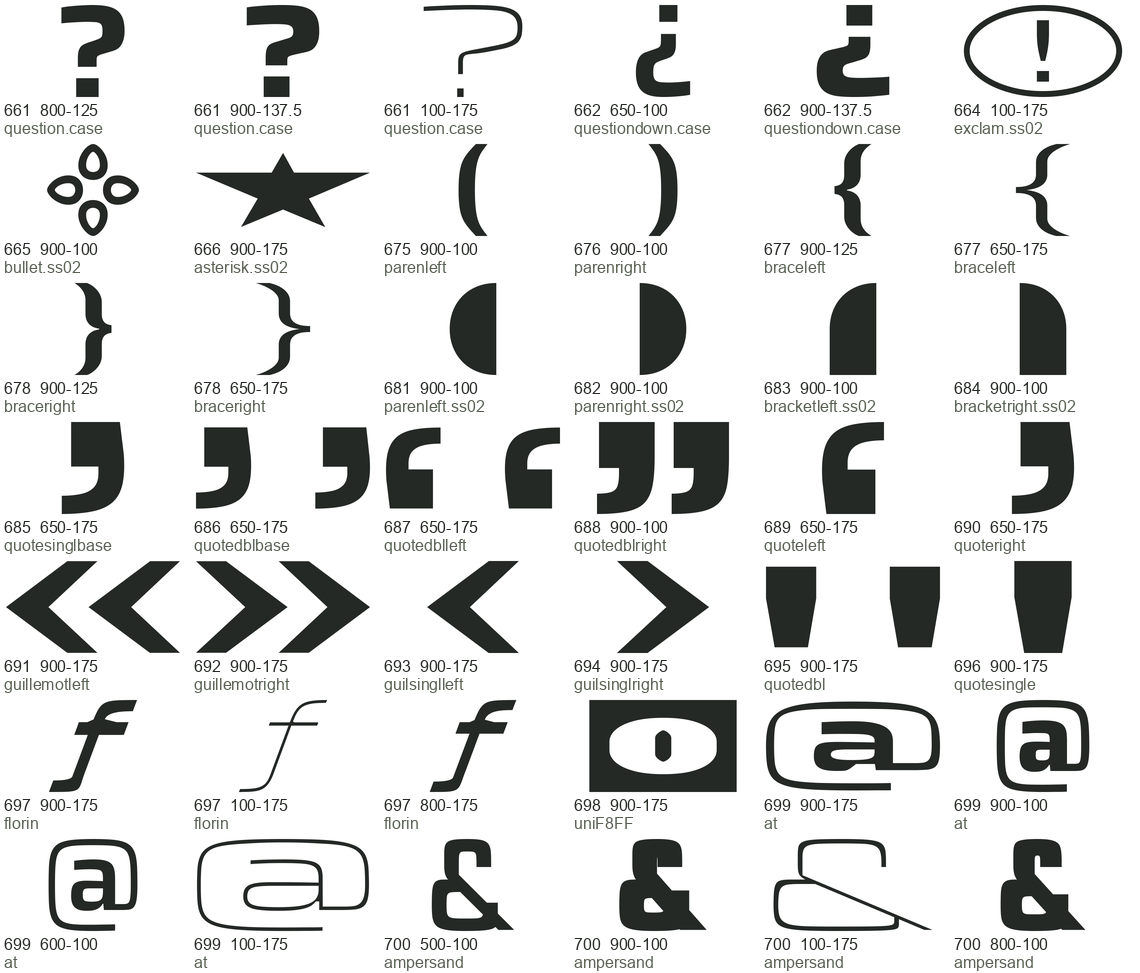 661 800-125 661 900-137.5 661 100-175 662 650-100 662 900-137.5 664 100-175
question.case question.case question.case questiondown.case questiondown.case exclam.ss02
665 900-100 666 900-175 675 900-100 676 900-100 677 900-125 677 650-175
bullet.ss02 asterisk.ss02 parenleft parenright braceleft braceleft
678 900-125 678 650-175 681 900-100 682 900-100 683 900-100 684 900-100
braceright braceright parenleft.ss02 parenright.ss02 bracketleft.ss02 bracketright.ss02
685 650-175 686 650-175 687 650-175 688 900-100 689 650-175 690 650-175
quotesinglbase quotedblbase quotedblleft quotedblright quoteleft quoteright
691 900-175 692 900-175 693 900-175 694 900-175 695 900-175 696 900-175
guillemotleft guillemotright guilsinglleft guilsinglright quotedbl quotesingle
697 900-175 697 100-175 697 800-175 698 900-175 699 900-175 699 900-100
florin florin florin uniF8FF at at
699 600-100 699 100-175 700 500-100 700 900-100 700 100-175 700 800-100
at at ampersand ampersand ampersand ampersand